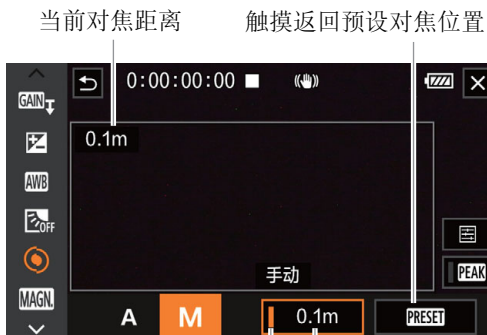 当前对焦距离 触摸返回预设对焦位置
0:00:00:00
GAIN
0.1m
AWB
OFF
手动
PEAK
MAGN.
A M 0.1m PRESET